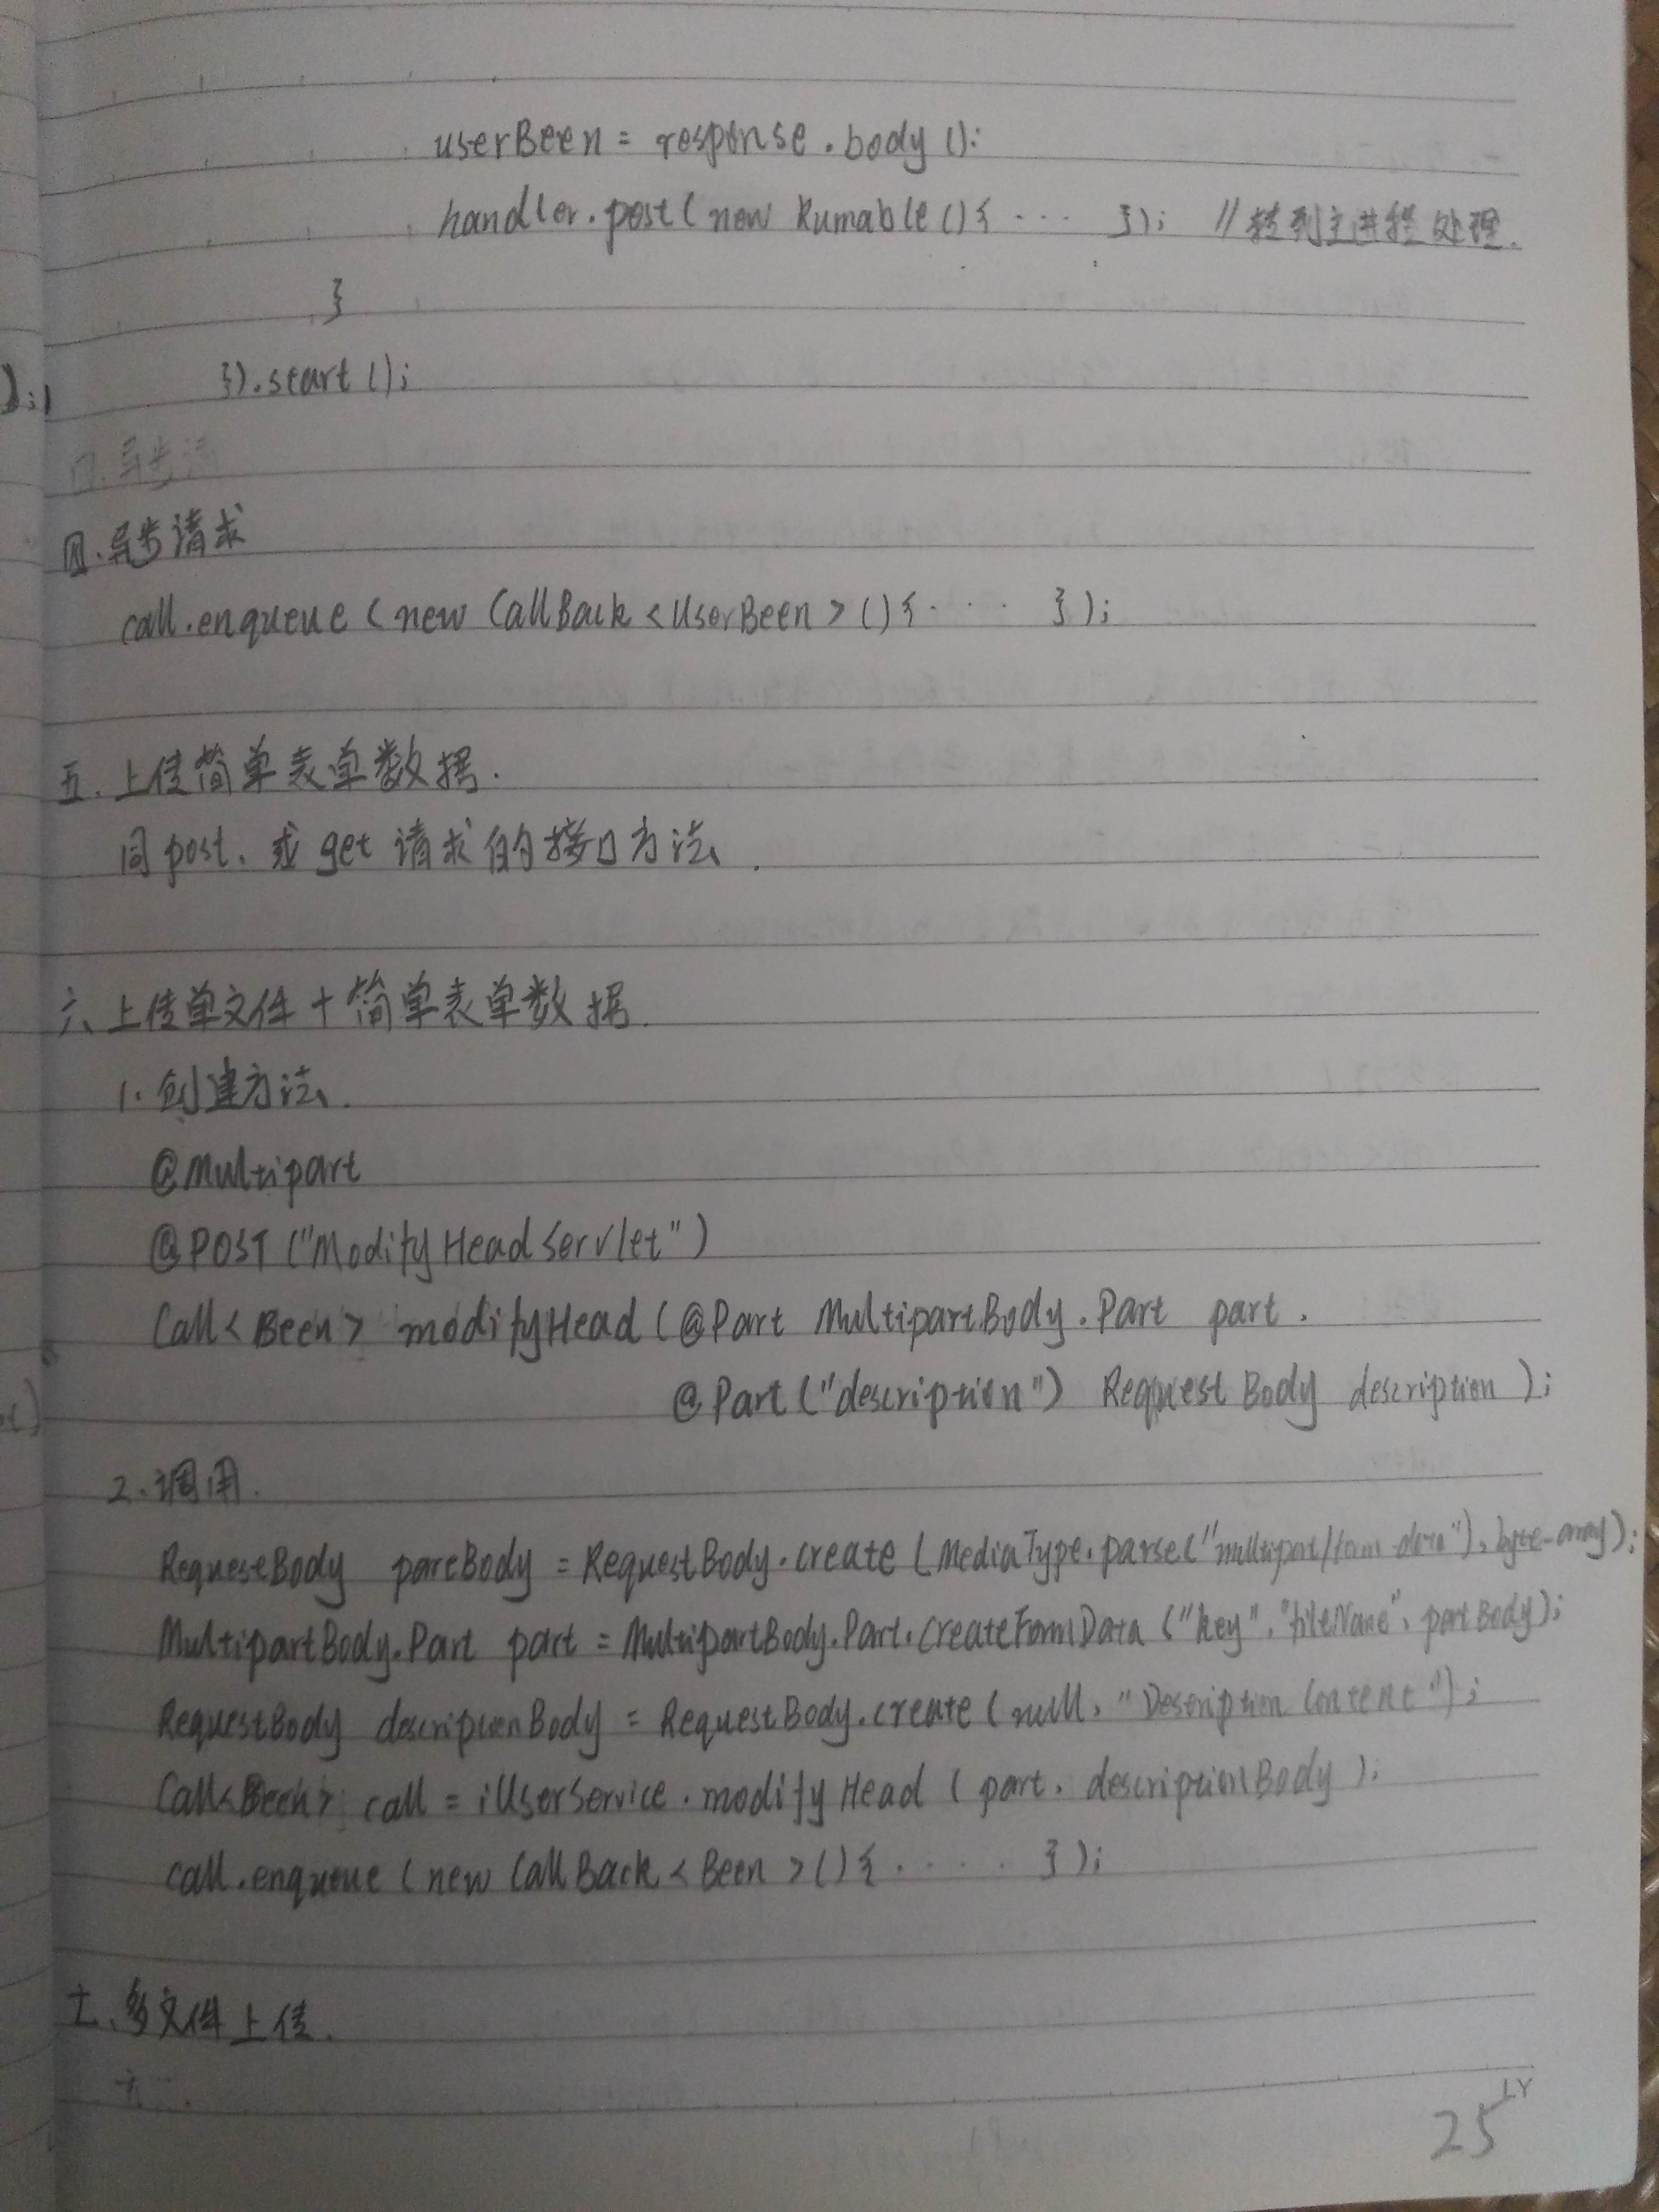 userBeen = response.body();
handler.post(new Runnable(){ ··· }); //转到主进程处理.
}
}).start();
);
四.异步请
四.异步请求
call.enqueue(new CallBack<UserBeen>(){ ··· });
五.上传简单表单数据.
同post、或get请求的接口方法.
六、上传单文件+简单表单数据.
1.创建方法.
@Multipart
@POST("ModifyHeadServlet")
Call<Been> modifyHead(@Part MultipartBody.Part part,
@Part("description") RequestBody description);
2.调用.
RequestBody partBody = RequestBody.create(MediaType.parse("multipart/form-data"), byte-array);
MultipartBody.Part part = MultipartBody.Part.createFormData("key", "fileName", partBody);
RequestBody descriptionBody = RequestBody.create(null, "Description Content");
Call<Been> call = iUserService.modifyHead(part, descriptionBody);
call.enqueue(new CallBack<Been>(){ ····· });
七、多文件上传.
LY
25